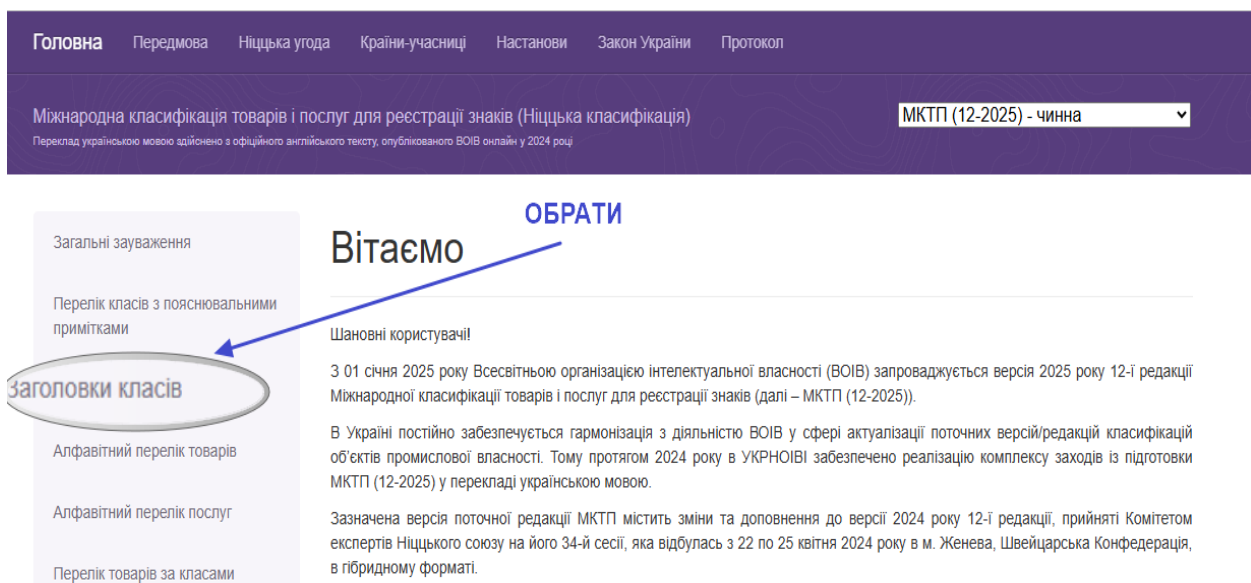 Головна Передмова Ніццька угода Країни-учасниці Настанови Закон України Протокол
Міжнародна класифікація товарів і послуг для реєстрації знаків (Ніццька класифікація)
МКТП (12-2025) - чинна
Переклад українською мовою здійснено з офіційного англійського тексту, опублікованого ВОІВ онлайн у 2024 році
ОБРАТИ
Загальні зауваження
Перелік класів з пояснювальними
примітками
Заголовки класів
Алфавітний перелік товарів
Алфавітний перелік послуг
Перелік товарів за класами
Вітаємо
Шановні користувачі!
З 01 січня 2025 року Всесвітньою організацією інтелектуальної власності (ВОІВ) запроваджується версія 2025 року 12-ї редакції
Міжнародної класифікації товарів і послуг для реєстрації знаків (далі – МКТП (12-2025)).
В Україні постійно забезпечується гармонізація з діяльністю ВОІВ у сфері актуалізації поточних версій/редакцій класифікацій
об’єктів промислової власності. Тому протягом 2024 року в УКРНОІВІ забезпечено реалізацію комплексу заходів із підготовки
МКТП (12-2025) у перекладі українською мовою.
Зазначена версія поточної редакції МКТП містить зміни та доповнення до версії 2024 року 12-ї редакції, прийняті Комітетом
експертів Ніццького союзу на його 34-й сесії, яка відбулась з 22 по 25 квітня 2024 року в м. Женева, Швейцарська Конфедерація,
в гібридному форматі.